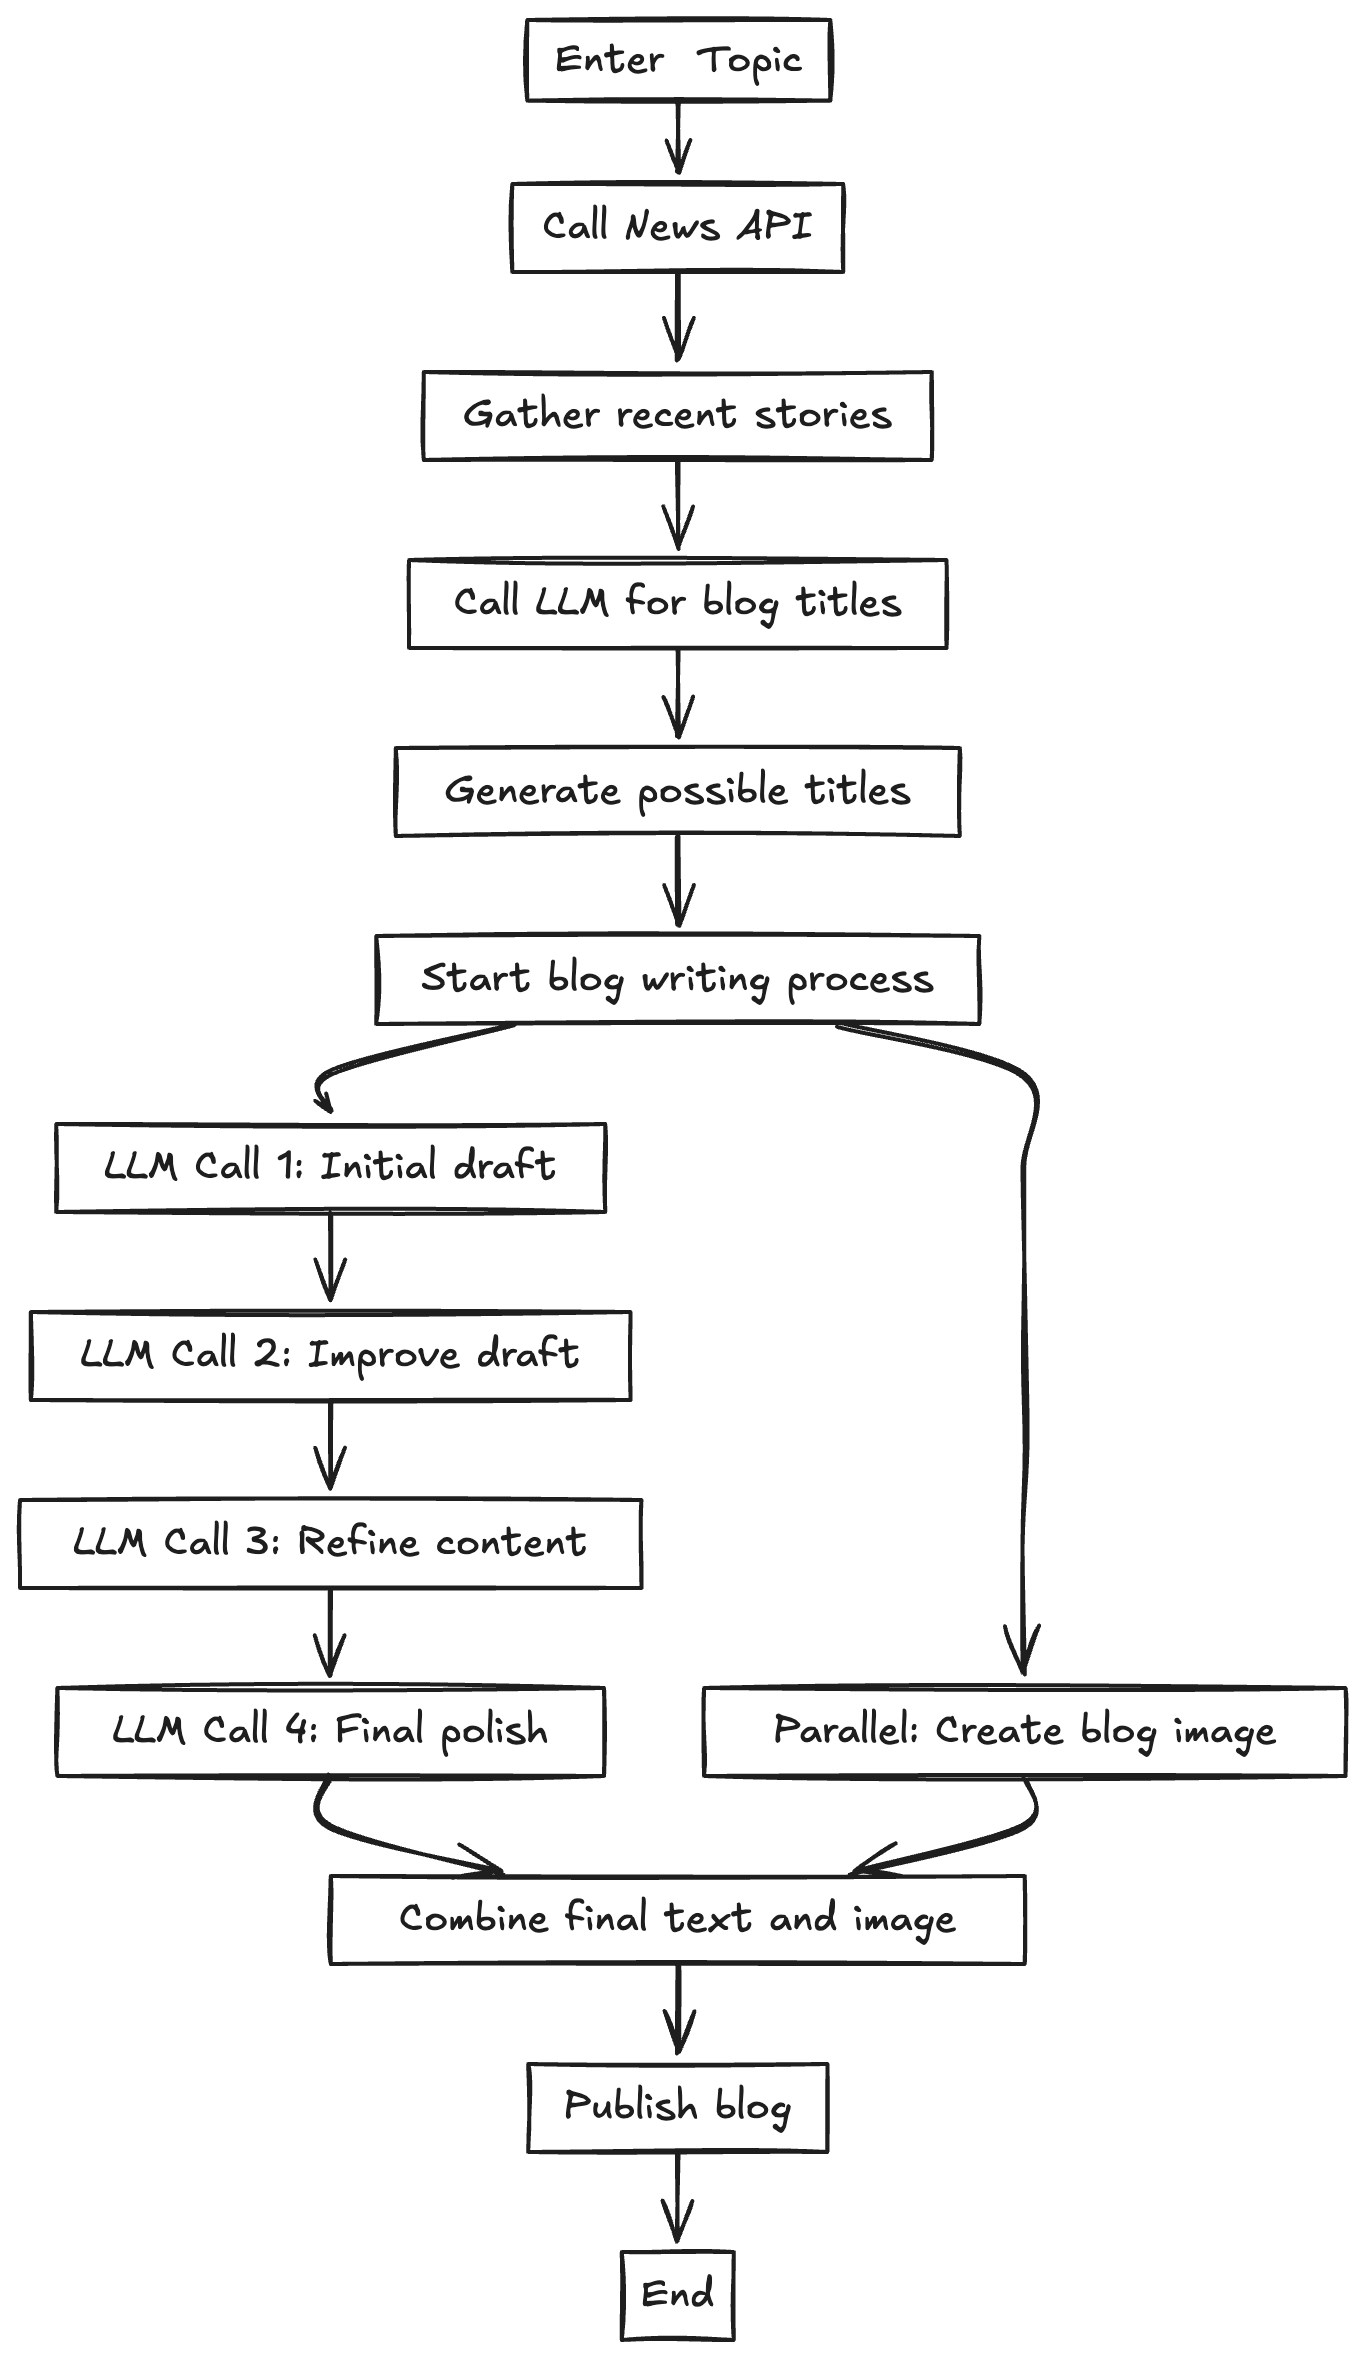 Enter Topic
Call News API
Gather recent stories
Call LLM for blog titles
Generate possible titles
Start blog writing process
LLM Call 1: Initial draft
LLM Call 2: Improve draft
LLM Call 3: Refine content
LLM Call 4: Final polish
Parallel: Create blog image
Combine final text and image
Publish blog
End